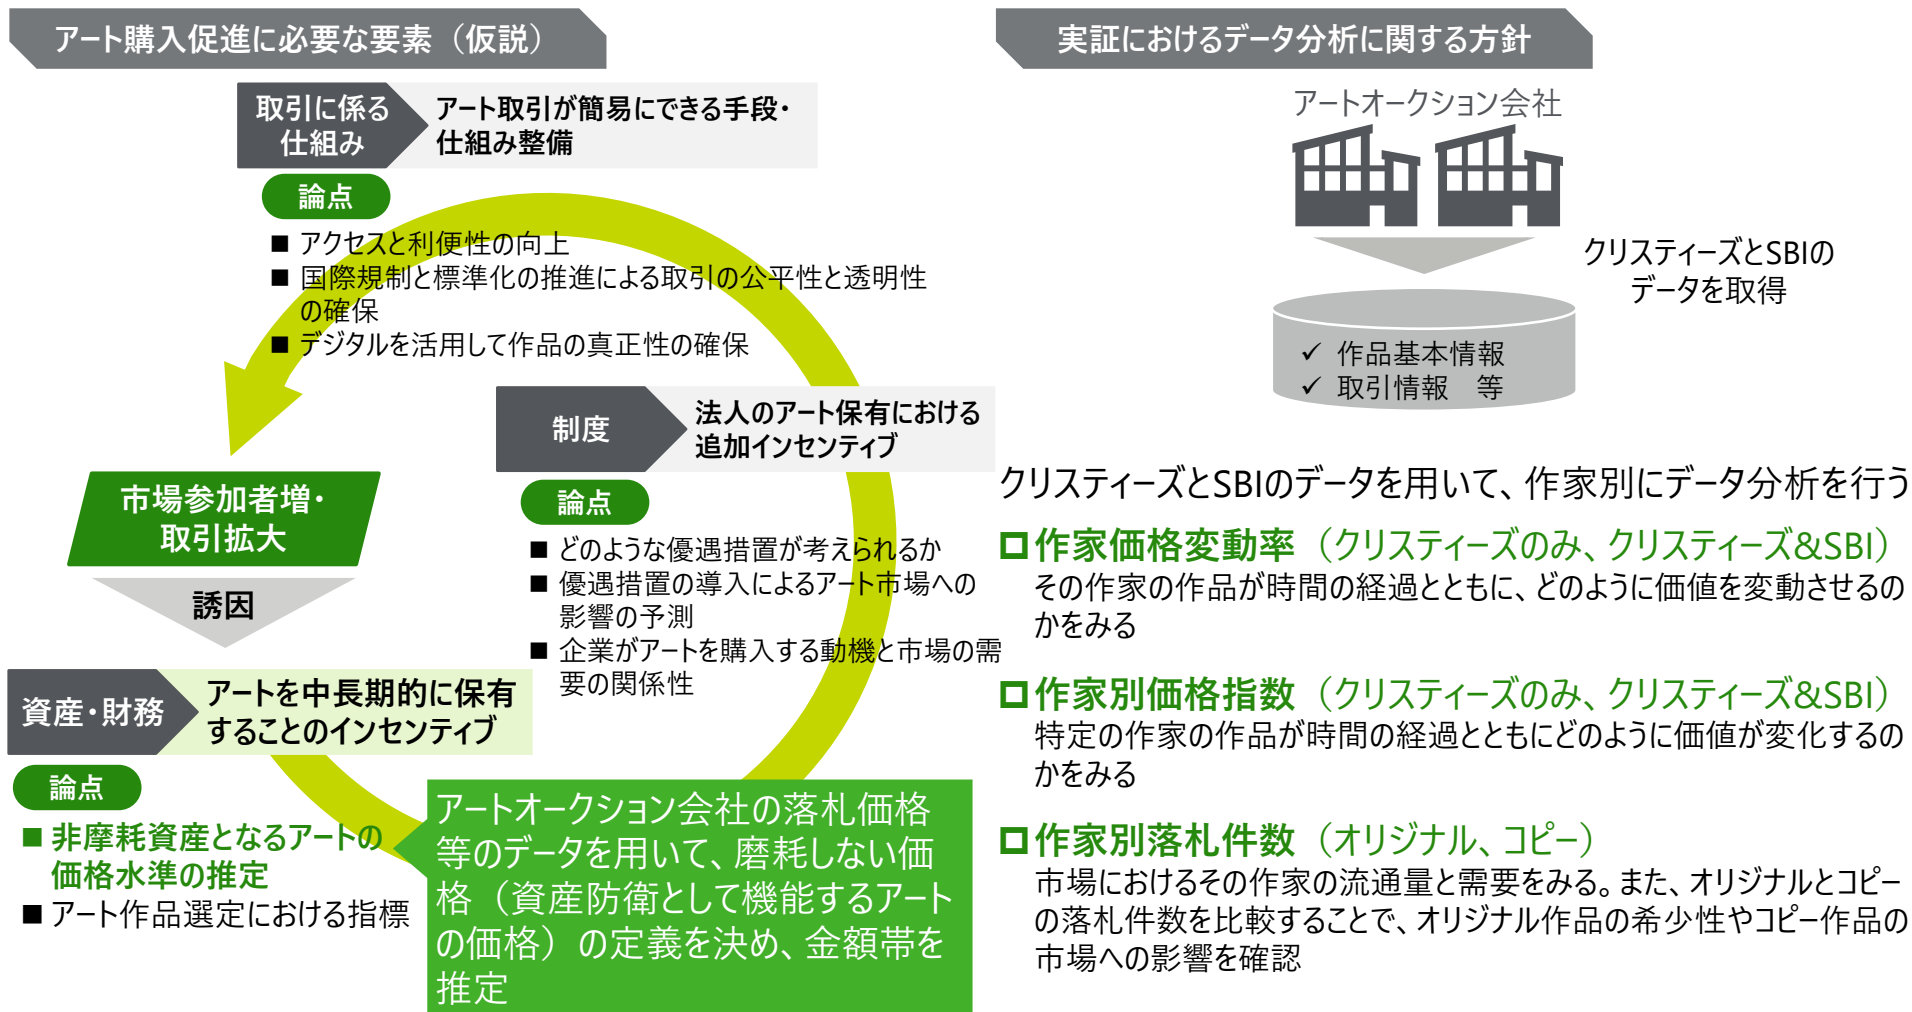 アート購入促進に必要な要素（仮説）
取引に係る
仕組み
アート取引が簡易にできる手段・
仕組み整備
論点
■ アクセスと利便性の向上
■ 国際規制と標準化の推進による取引の公平性と透明性
の確保
■ デジタルを活用して作品の真正性の確保
制度
法人のアート保有における
追加インセンティブ
論点
■ どのような優遇措置が考えられるか
■ 優遇措置の導入によるアート市場への
影響の予測
■ 企業がアートを購入する動機と市場の需
要の関係性
市場参加者増・
取引拡大
誘因
資産・財務
アートを中長期的に保有
することのインセンティブ
論点
■ 非摩耗資産となるアートの
価格水準の推定
■ アート作品選定における指標
アートオークション会社の落札価格
等のデータを用いて、磨耗しない価
格（資産防衛として機能するアート
の価格）の定義を決め、金額帯を
推定
実証におけるデータ分析に関する方針
アートオークション会社
クリスティーズとSBIの
データを取得
✓ 作品基本情報
✓ 取引情報　等
クリスティーズとSBIのデータを用いて、作家別にデータ分析を行う
□作家価格変動率（クリスティーズのみ、クリスティーズ&SBI）
その作家の作品が時間の経過とともに、どのように価値を変動させるの
かをみる
□作家別価格指数（クリスティーズのみ、クリスティーズ&SBI）
特定の作家の作品が時間の経過とともにどのように価値が変化するの
かをみる
□作家別落札件数（オリジナル、コピー）
市場におけるその作家の流通量と需要をみる。また、オリジナルとコピー
の落札件数を比較することで、オリジナル作品の希少性やコピー作品の
市場への影響を確認